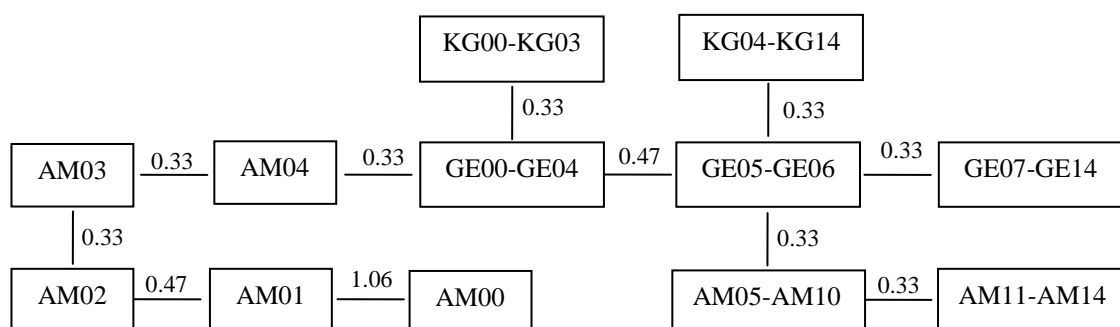 KG00-KG03 KG04-KG14
0.33 0.33
AM03 0.33 AM04 0.33 GE00-GE04 0.47 GE05-GE06 0.33 GE07-GE14
0.33 0.33
AM02 0.47 AM01 1.06 AM00 AM05-AM10 0.33 AM11-AM14